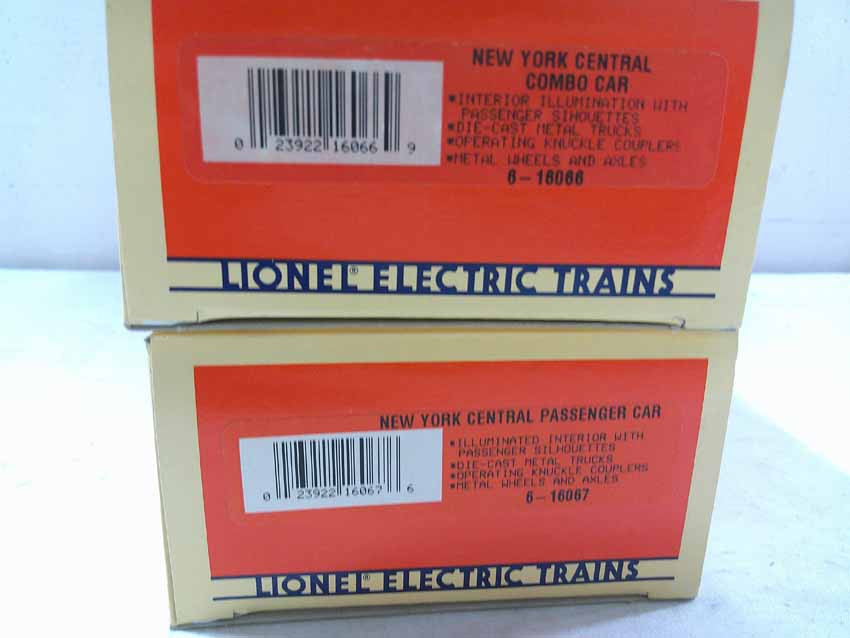 NEW YORK CENTRAL
COMBO CAR
*INTERIOR ILLUMINATION WITH
PASSENGER SIHOUETTES
*DIE-CAST METAL TRUCKS
*OPERATING KNUCKLE COUPLERS
*METAL WHEELS AND AXLES
6-16066
0 23922 16066 9
LIONEL® ELECTRIC TRAINS
NEW YORK CENTRAL PASSENGER CAR
*ILLUMINATED INTERIOR WITH
PASSENGER SILHOUETTES
*DIE-CAST METAL TRUCKS
*OPERATING KNUCKLE COUPLERS
*METAL WHEELS AND AXLES
6-16067
0 23922 16067 6
LIONEL® ELECTRIC TRAINS